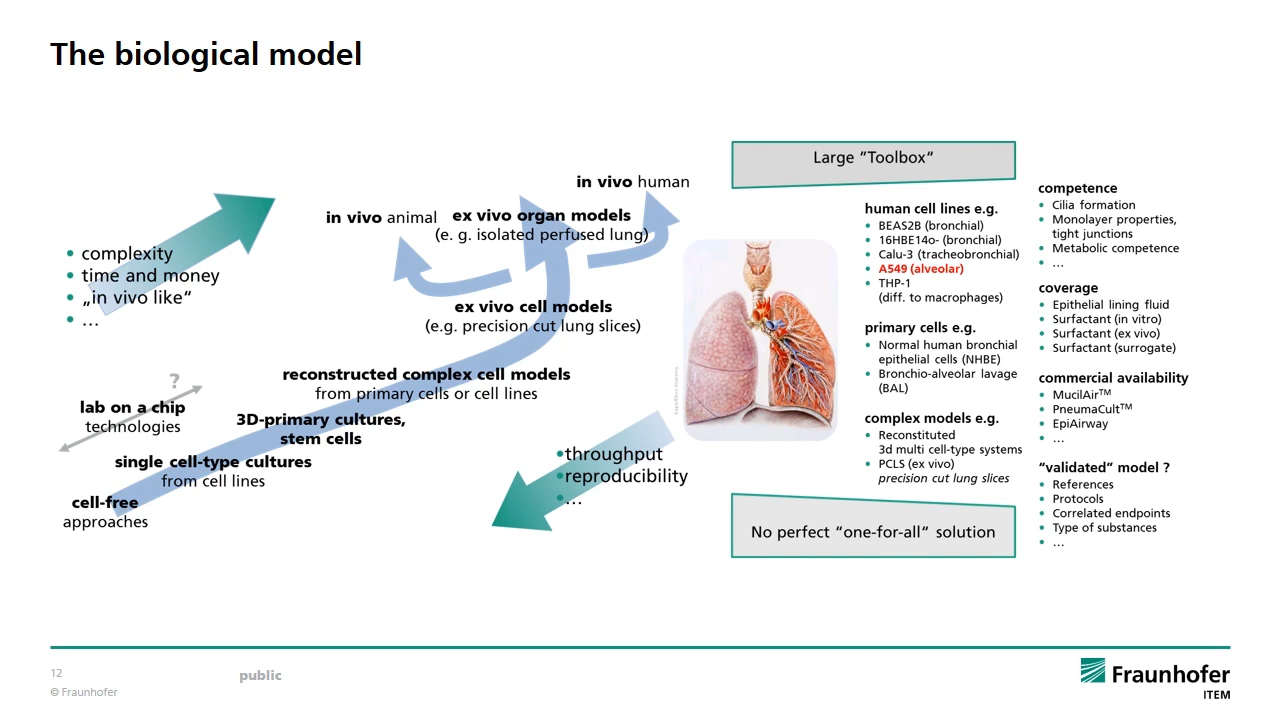 The biological model
Large ”Toolbox“
in vivo human
in vivo animal
ex vivo organ models
(e. g. isolated perfused lung)
• complexity
• time and money
• „in vivo like“
• ...
ex vivo cell models
(e.g. precision cut lung slices)
reconstructed complex cell models
from primary cells or cell lines
?
lab on a chip
technologies
3D-primary cultures,
stem cells
single cell-type cultures
from cell lines
cell-free
approaches
•throughput
•reproducibility
•...
human cell lines e.g.
• BEAS2B (bronchial)
• 16HBE14o- (bronchial)
• Calu-3 (tracheobronchial)
• A549 (alveolar)
• THP-1
(diff. to macrophages)
primary cells e.g.
• Normal human bronchial
epithelial cells (NHBE)
• Bronchio-alveolar lavage
(BAL)
complex models e.g.
• Reconstituted
3d multi cell-type systems
• PCLS (ex vivo)
precision cut lung slices
No perfect “one-for-all“ solution
competence
• Cilia formation
• Monolayer properties,
tight junctions
• Metabolic competence
• ...
coverage
• Epithelial lining fluid
• Surfactant (in vitro)
• Surfactant (ex vivo)
• Surfactant (surrogate)
commercial availability
• MucilAir™
• PneumaCult™
• EpiAirway
• ...
“validated” model ?
• References
• Protocols
• Correlated endpoints
• Type of substances
• ...
12
public
© Fraunhofer
Fraunhofer
ITEM